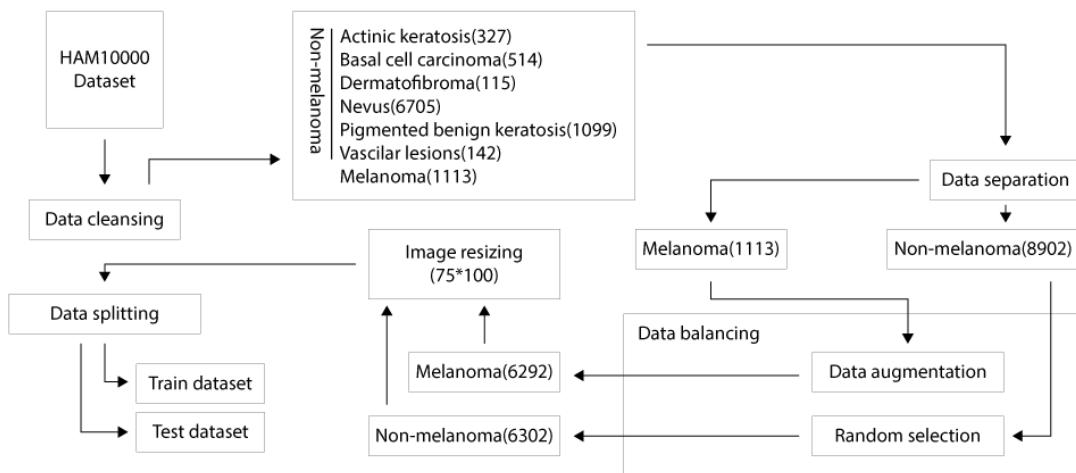 HAM10000
Dataset
Non-melanoma
Actinic keratosis(327)
Basal cell carcinoma(514)
Dermatofibroma(115)
Nevus(6705)
Pigmented benign keratosis(1099)
Vascilar lesions(142)
Melanoma(1113)
Data separation
Data cleansing
Image resizing
(75*100)
Melanoma(1113)
Non-melanoma(8902)
Data splitting
Data balancing
Train dataset
Melanoma(6292)
Data augmentation
Test dataset
Non-melanoma(6302)
Random selection